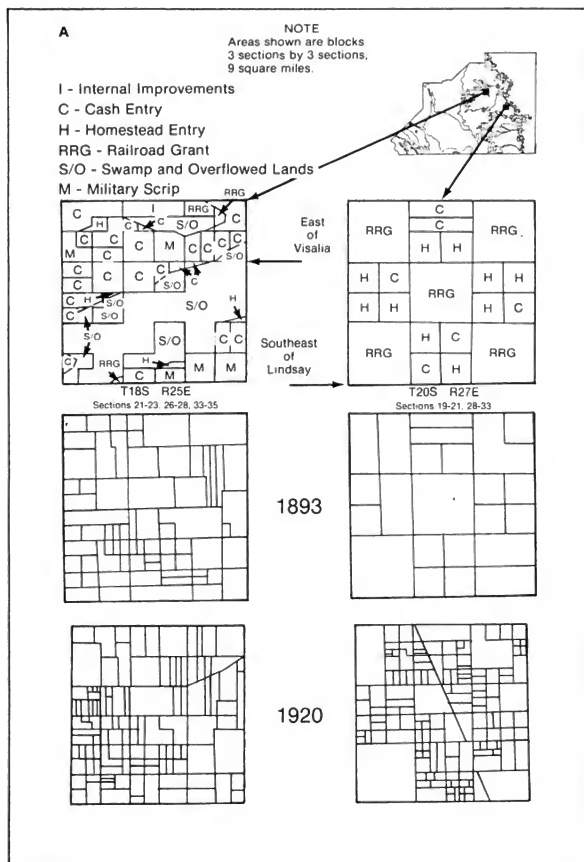 A
NOTE
Areas shown are blocks
3 sections by 3 sections,
9 square miles.
I - Internal Improvements
C - Cash Entry
H - Homestead Entry
RRG - Railroad Grant
S/O - Swamp and Overflowed Lands
M - Military Scrip
RRG
C I RRG C
H C S/O
C C C M C C C C
M S/O
C C C C
C S/O C
H S/O
C C
S/O H
S/O
S/O C C
C RRG H
C M M M
East of
Visalia
Southeast
of
Lindsay
C
RRG C RRG
H H
H C H H
RRG
H H H C
H C
RRG RRG
C H
T18S R25E
Sections 21-23, 26-28, 33-35
T20S R27E
Sections 19-21, 28-33
1893
1920